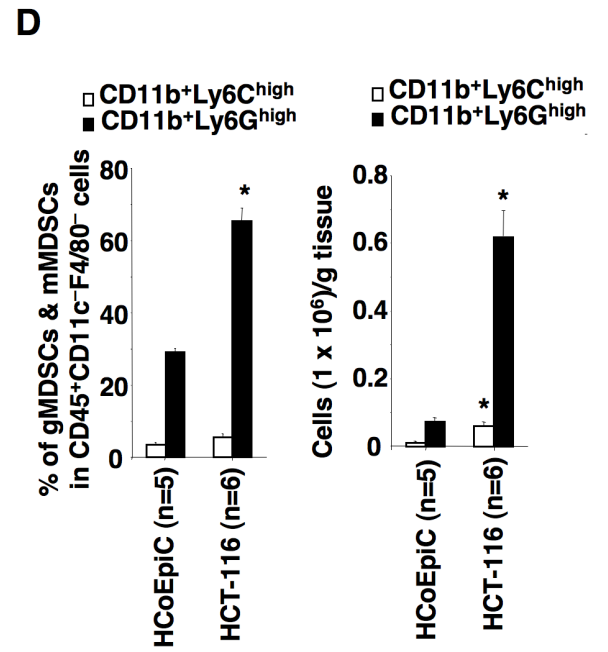 D
CD11b⁺Ly6Cʰⁱᵍʰ
CD11b⁺Ly6Gʰⁱᵍʰ
% of gMDSCs & mMDSCs
in CD45⁺CD11c⁻F4/80⁻ cells
80
60
40
20
0
*
HCoEpiC (n=5)
HCT-116 (n=6)
CD11b⁺Ly6Cʰⁱᵍʰ
CD11b⁺Ly6Gʰⁱᵍʰ
Cells (1 x 10⁶)/g tissue
0.8
0.6
0.4
0.2
0
*
*
HCoEpiC (n=5)
HCT-116 (n=6)